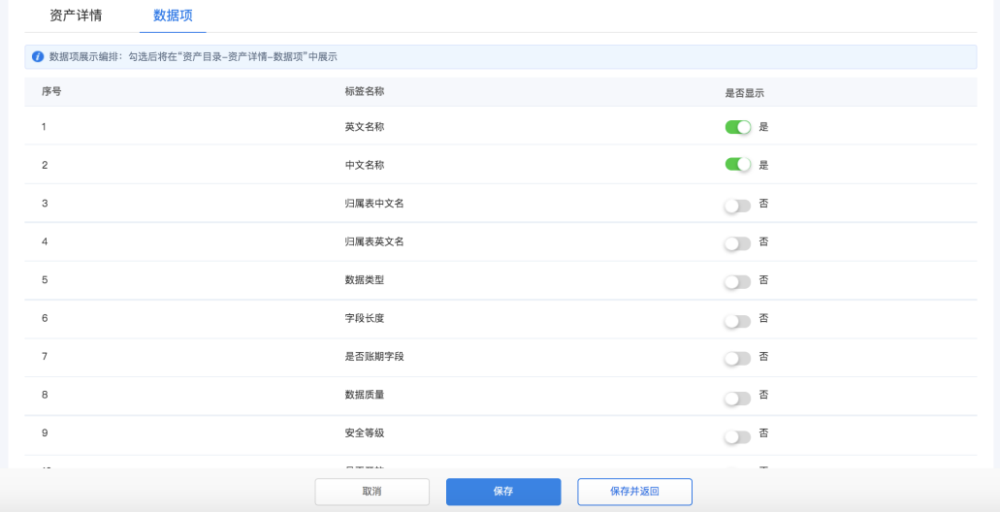 资产详情 数据项
数据项展示编排：勾选后将在“资产目录–资产详情–数据项”中展示
序号 标签名称 是否显示
1 英文名称 是
2 中文名称 是
3 归属表中文名 否
4 归属表英文名 否
5 数据类型 否
6 字段长度 否
7 是否账期字段 否
8 数据质量 否
9 安全等级 否
取消 保存 保存并返回